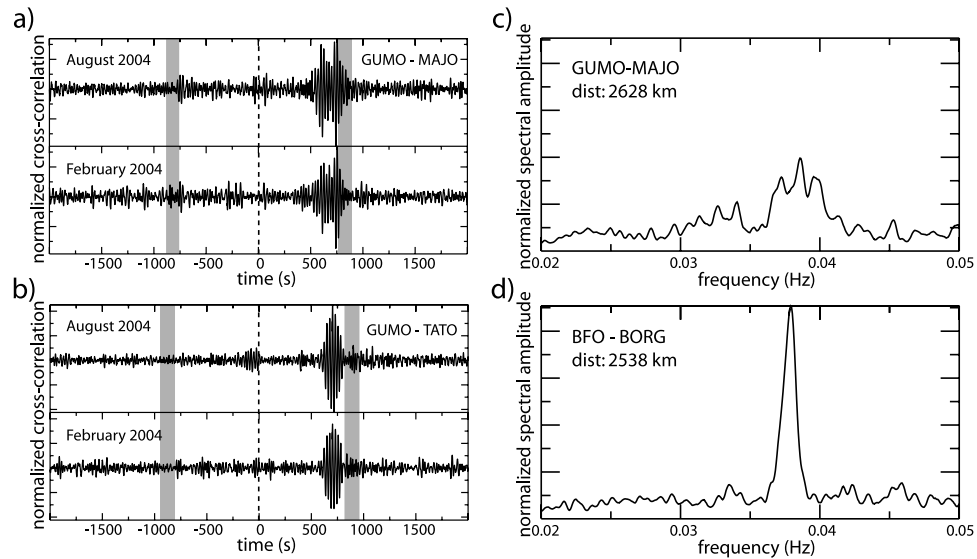 a)
normalized cross-correlation
August 2004
GUMO - MAJO
February 2004
-1500 -1000 -500 0 500 1000 1500
time (s)
b)
normalized cross-correlation
August 2004
GUMO - TATO
February 2004
-1500 -1000 -500 0 500 1000 1500
time (s)
c)
normalized spectral amplitude
GUMO-MAJO
dist: 2628 km
0.02 0.03 0.04 0.05
frequency (Hz)
d)
normalized spectral amplitude
BFO - BORG
dist: 2538 km
0.02 0.03 0.04 0.05
frequency (Hz)